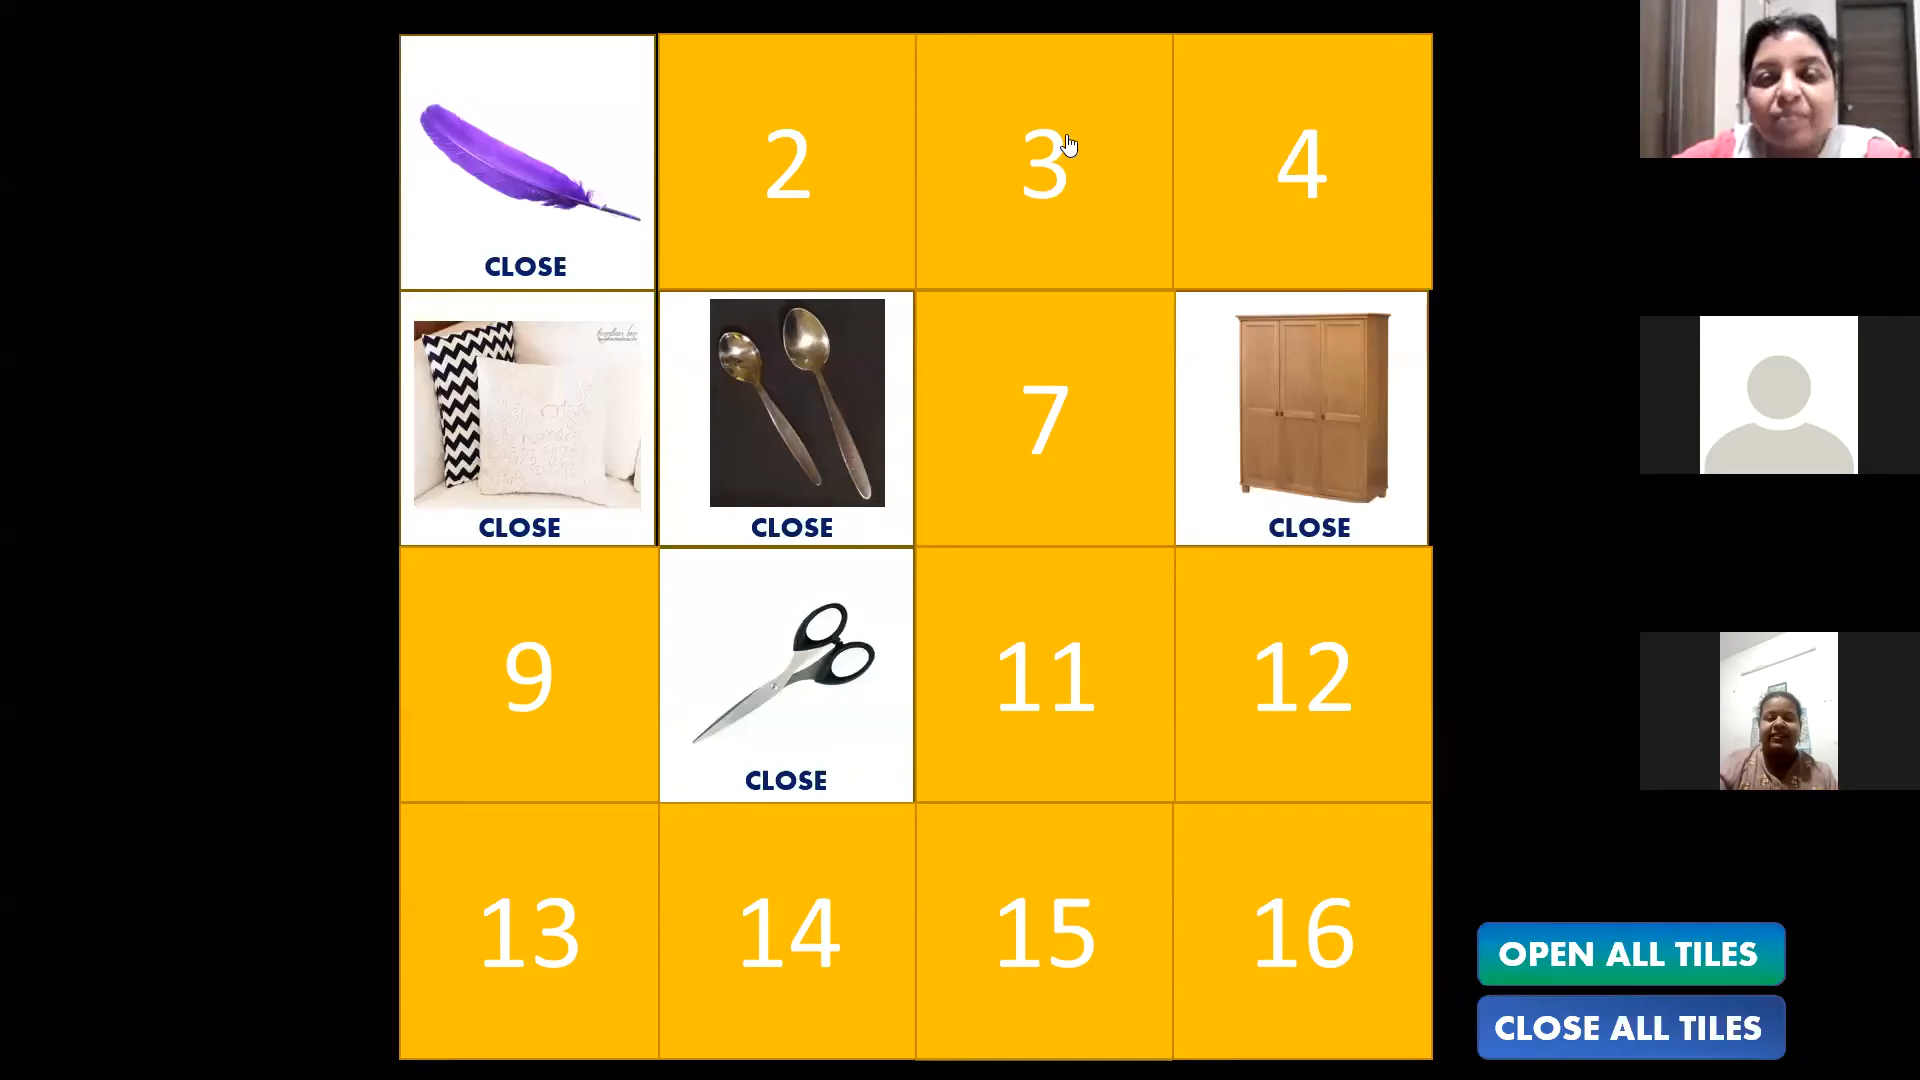 2
3
4
CLOSE
7
CLOSE
CLOSE
CLOSE
9
11
12
CLOSE
13
14
15
16
OPEN ALL TILES
CLOSE ALL TILES